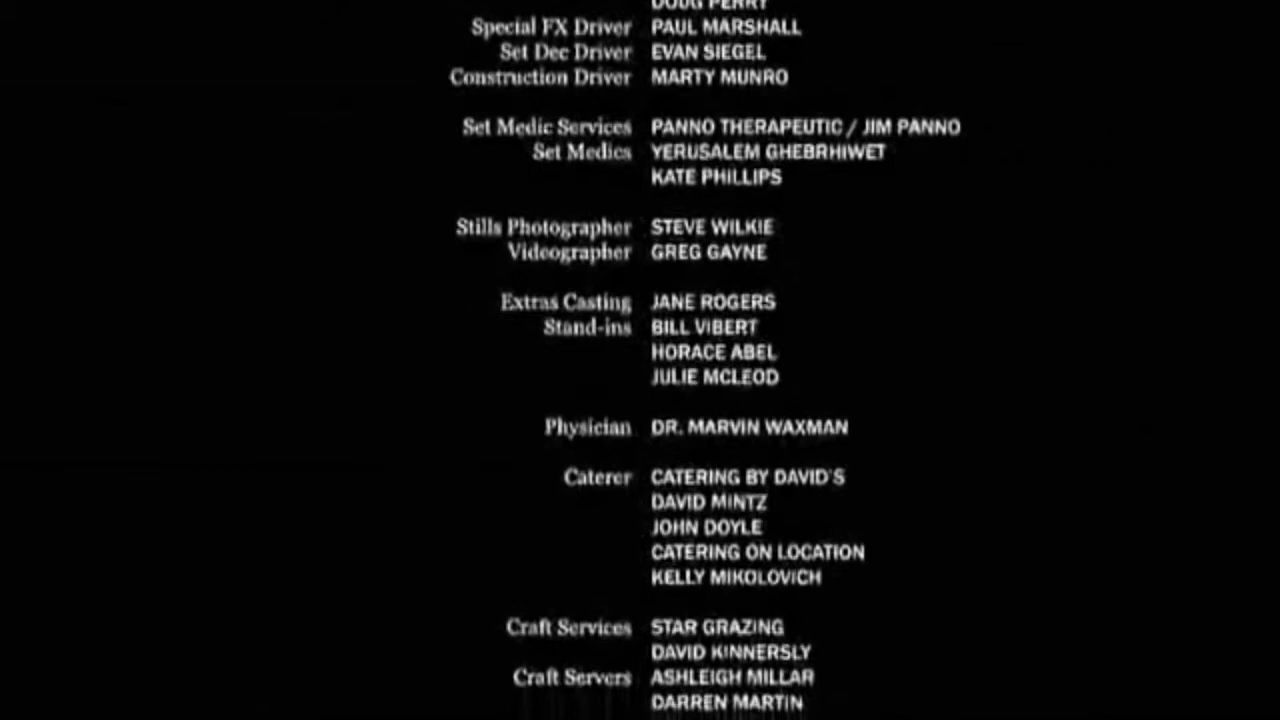 DOUG PERRY
Special FX Driver PAUL MARSHALL
Set Dec Driver EVAN SIEGEL
Construction Driver MARTY MUNRO
Set Medic Services PANNO THERAPEUTIC / JIM PANNO
Set Medics YERUSALEM GHEBRHIWET
KATE PHILLIPS
Stills Photographer STEVE WILKIE
Videographer GREG GAYNE
Extras Casting JANE ROGERS
Stand-ins BILL VIBERT
HORACE ABEL
JULIE MCLEOD
Physician DR. MARVIN WAXMAN
Caterer CATERING BY DAVID'S
DAVID MINTZ
JOHN DOYLE
CATERING ON LOCATION
KELLY MIKOLOVICH
Craft Services STAR GRAZING
DAVID KINNERSLY
Craft Servers ASHLEIGH MILLAR
DARREN MARTIN